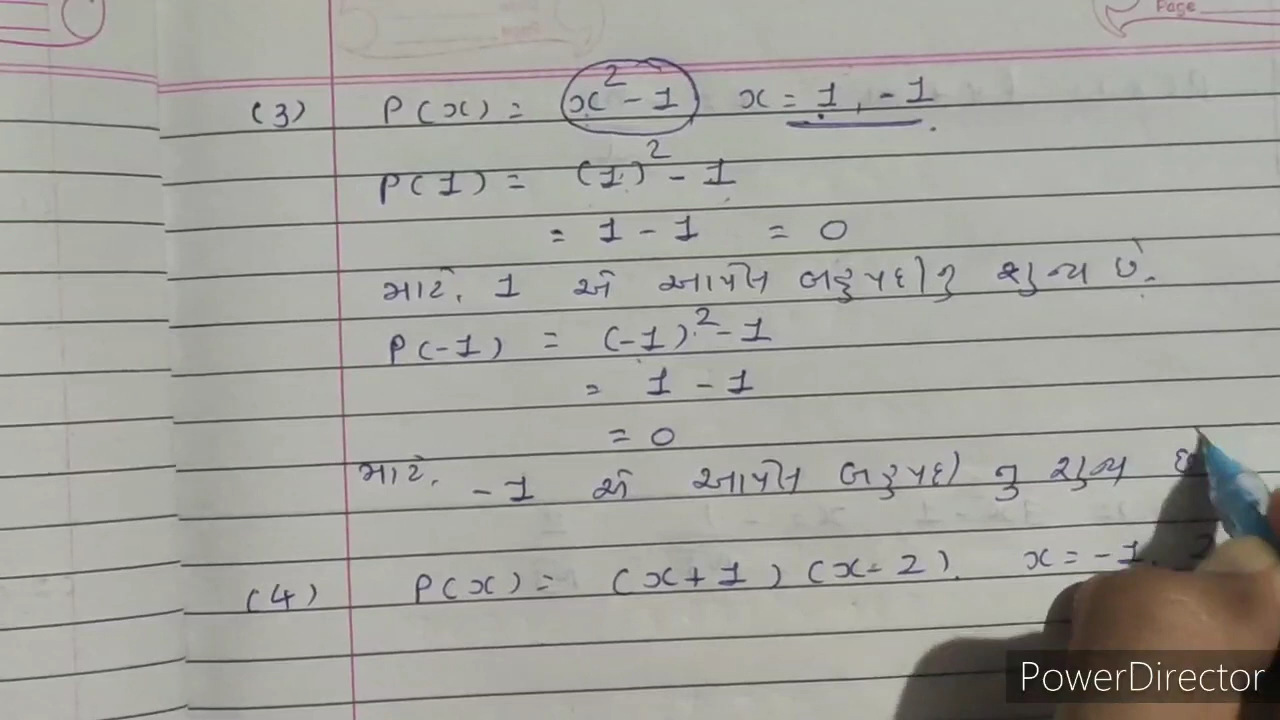 Page
(3) P(x) = x² - 1 x = 1, -1.
P(1) = (1)² - 1
= 1 - 1 = 0
માટે. 1 એ આપેલ બહુપદીનુ શુન્ય છે.
P(-1) = (-1)² - 1
= 1 - 1
= 0
માટે. -1 એ આપેલ બહુપદી નુ શુન્ય
(4) P(x) = (x+1) (x-2). x = -1,
PowerDirector